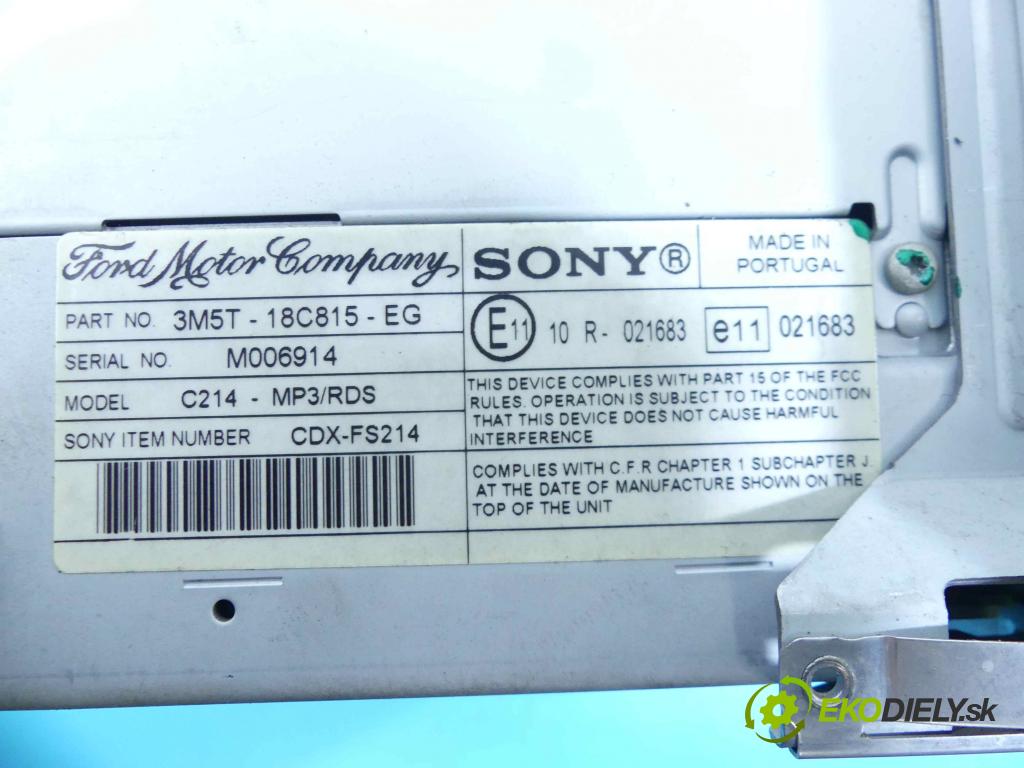 Ford Motor Company
SONY®
MADE IN
PORTUGAL
PART NO. 3M5T - 18C815 - EG
SERIAL NO. M006914
MODEL C214 - MP3/RDS
SONY ITEM NUMBER CDX-FS214
E11 10 R - 021683 e11 021683
THIS DEVICE COMPLIES WITH PART 15 OF THE FCC
RULES. OPERATION IS SUBJECT TO THE CONDITION
THAT THIS DEVICE DOES NOT CAUSE HARMFUL
INTERFERENCE
COMPLIES WITH C.F.R CHAPTER 1 SUBCHAPTER J.
AT THE DATE OF MANUFACTURE SHOWN ON THE
TOP OF THE UNIT
EKODIELY.sk